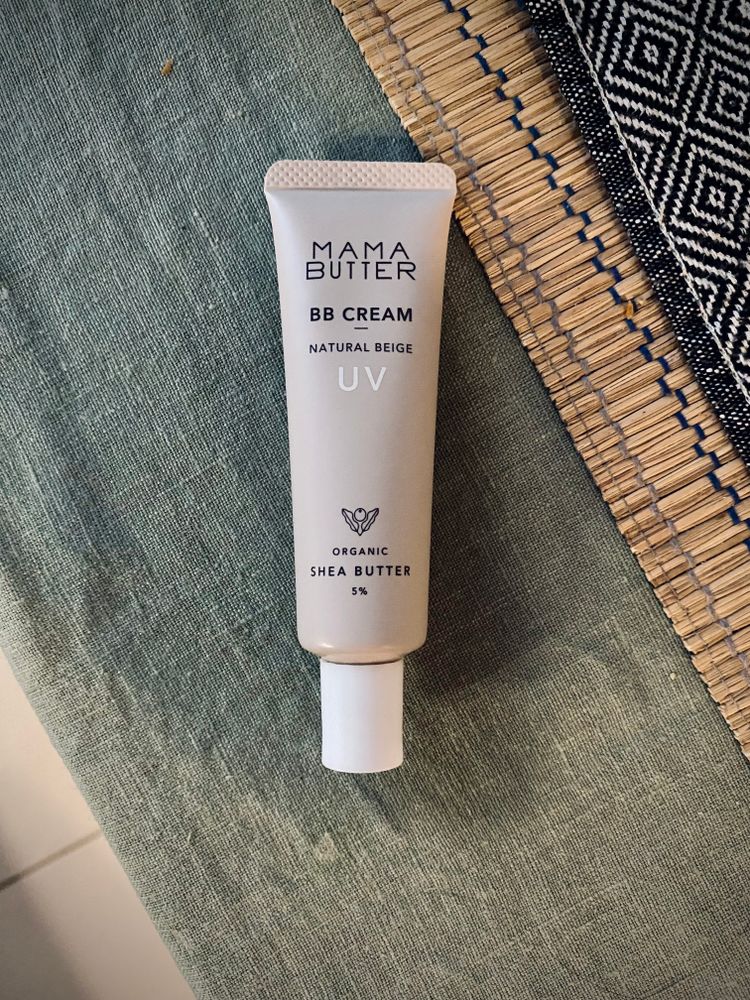 MAMA
BUTTER
BB CREAM
NATURAL BEIGE
UV
ORGANIC
SHEA BUTTER
5%